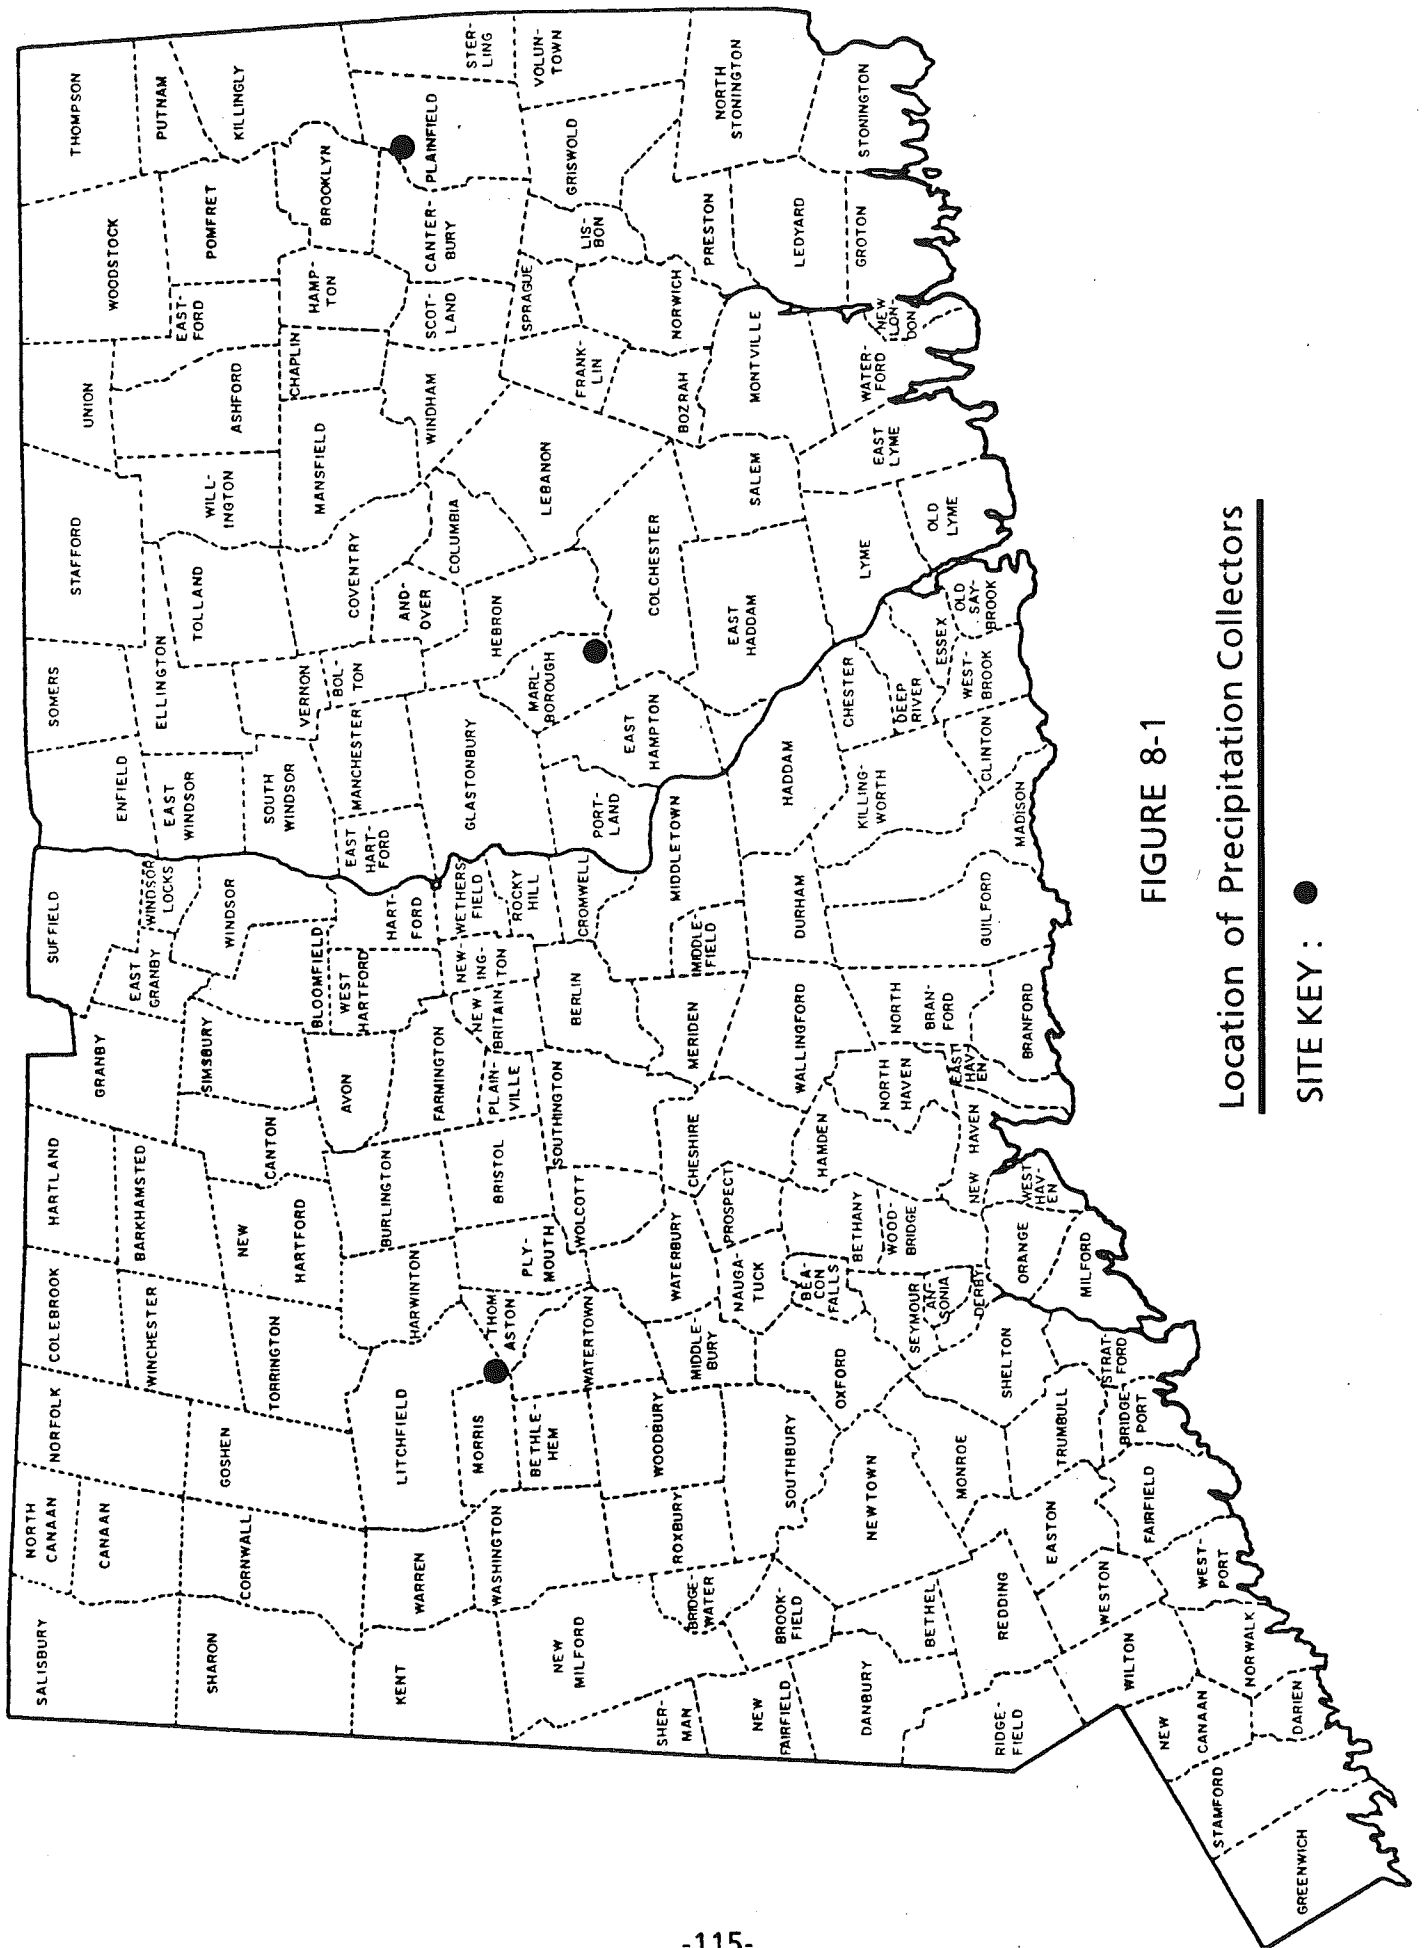 SALISBURY
NORTH
CANAAN
CANAAN
NORFOLK
COLEBROOK
HARTLAND
GRANBY
SUFFIELD
ENFIELD
SOMERS
STAFFORD
UNION
WOODSTOCK
THOMPSON
SHARON
CORNWALL
GOSHEN
WINCHESTER
BARKHAMSTED
TORRINGTON
NEW
HARTFORD
CANTON
SIMSBURY
EAST
GRANBY
WINDSOR
LOCKS
WINDSOR
EAST
WINDSOR
ELLINGTON
TOLLAND
WILL-
INGTON
ASHFORD
EAST-
FORD
POMFRET
PUTNAM
KILLINGLY
KENT
WARREN
LITCHFIELD
HARWINTON
BURLINGTON
AVON
BLOOMFIELD
WEST
HARTFORD
HART-
FORD
EAST
HART-
FORD
SOUTH
WINDSOR
MANCHESTER
VERNON
BOL-
TON
COVENTRY
AND-
OVER
MANSFIELD
CHAPLIN
HAMP-
TON
BROOKLYN
NEW
MILFORD
WASHINGTON
MORRIS
BETHLE-
HEM
THOM
ASTON
WATERTOWN
PLY-
MOUTH
BRISTOL
WOLCOTT
FARMINGTON
PLAIN-
VILLE
NEW
BRITAIN
NEW-
ING-
TON
WETHERS
FIELD
ROCKY
HILL
GLASTONBURY
HEBRON
COLUMBIA
WINDHAM
SCOT-
LAND
CANTER-
BURY
PLAINFIELD
STER-
LING
SHER-
MAN
NEW
FAIRFIELD
BRIDGE-
WATER
BROOK-
FIELD
ROXBURY
WOODBURY
SOUTHBURY
MIDDLE-
BURY
WATERBURY
NAUGA-
TUCK
PROSPECT
CHESHIRE
SOUTHINGTON
BERLIN
MERIDEN
CROMWELL
MIDDLETOWN
MIDDLE-
FIELD
PORT-
LAND
EAST
HAMPTON
MARL-
BOROUGH
COLCHESTER
LEBANON
FRANK-
LIN
SPRAGUE
LIS-
BON
GRISWOLD
VOLUN-
TOWN
BOZRAH
NORWICH
PRESTON
NORTH
STONINGTON
DANBURY
BETHEL
NEWTOWN
OXFORD
BEA-
CON
FALLS
BETHANY
WOOD-
BRIDGE
SEYMOUR
AN-
SONIA
DERBY
HAMDEN
NORTH
HAVEN
WALLINGFORD
DURHAM
HADDAM
EAST
HADDAM
SALEM
MONTVILLE
LEDYARD
RIDGE-
FIELD
REDDING
MONROE
SHELTON
ORANGE
NEW
HAVEN
WEST
HAV-
EN
EAST
HAV-
EN
NORTH
BRAN-
FORD
BRANFORD
GUILFORD
MADISON
KILLING-
WORTH
CLINTON
CHESTER
DEEP
RIVER
ESSEX
WEST-
BROOK
OLD
SAY-
BROOK
LYME
OLD
LYME
EAST
LYME
WATER-
FORD
NEW
LON-
DON
GROTON
STONINGTON
WILTON
WESTON
EASTON
TRUMBULL
STRAT-
FORD
BRIDGE-
PORT
MILFORD
FAIRFIELD
WEST-
PORT
NORWALK
NEW
CANAAN
DARIEN
STAMFORD
GREENWICH
FIGURE 8-1
Location of Precipitation Collectors
SITE KEY :
-115-